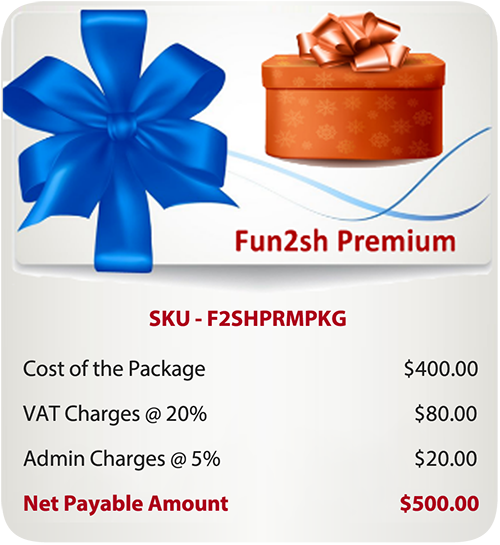 Fun2sh Premium
SKU - F2SHPRMPKG
Cost of the Package $400.00
VAT Charges @ 20% $80.00
Admin Charges @ 5% $20.00
Net Payable Amount $500.00